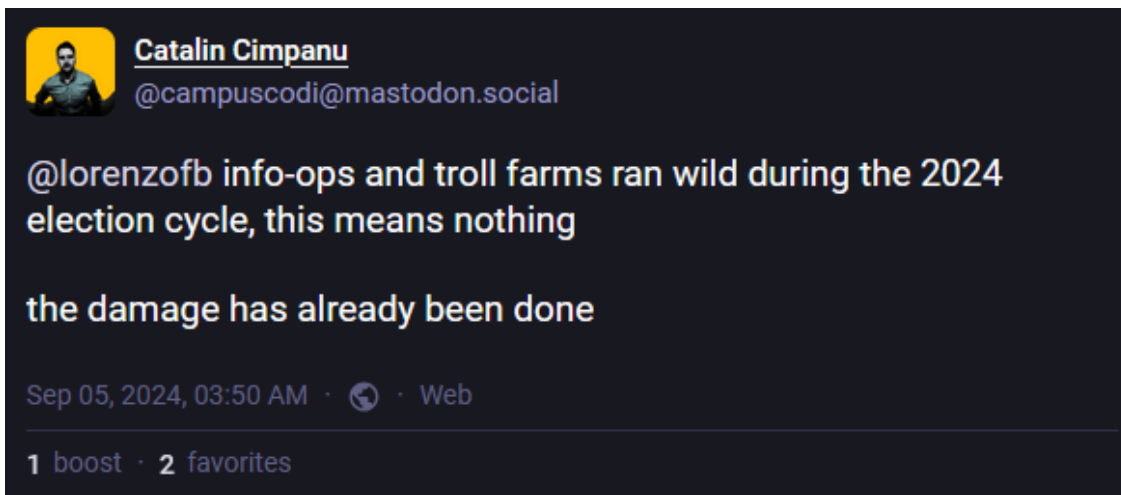 Catalin Cimpanu
@campuscodi@mastodon.social
@lorenzofb info-ops and troll farms ran wild during the 2024
election cycle, this means nothing
the damage has already been done
Sep 05, 2024, 03:50 AM · · Web
1 boost · 2 favorites